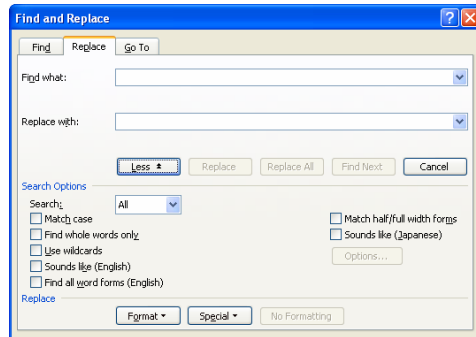 Find and Replace
Find Replace Go To
Find what:
Replace with:
Less Replace Replace All Find Next Cancel
Search Options
Search: All
Match case Match half/full width forms
Find whole words only Sounds like (Japanese)
Use wildcards Options...
Sounds like (English)
Find all word forms (English)
Replace
Format Special No Formatting